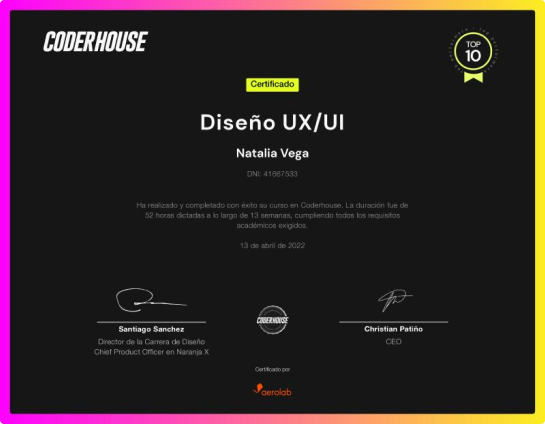 CODERHOUSE
TOP
10
Certificado
Diseño UX/UI
Natalia Vega
DNI: 41667533
Ha realizado y completado con éxito su curso en Coderhouse. La duración fue de
52 horas dictadas a lo largo de 13 semanas, cumpliendo todos los requisitos
académicos exigidos.
13 de abril de 2022
Santiago Sanchez
Director de la Carrera de Diseño
Chief Product Officer en Naranja X
CODERHOUSE
Christian Patiño
CEO
Certificado por
aerolab